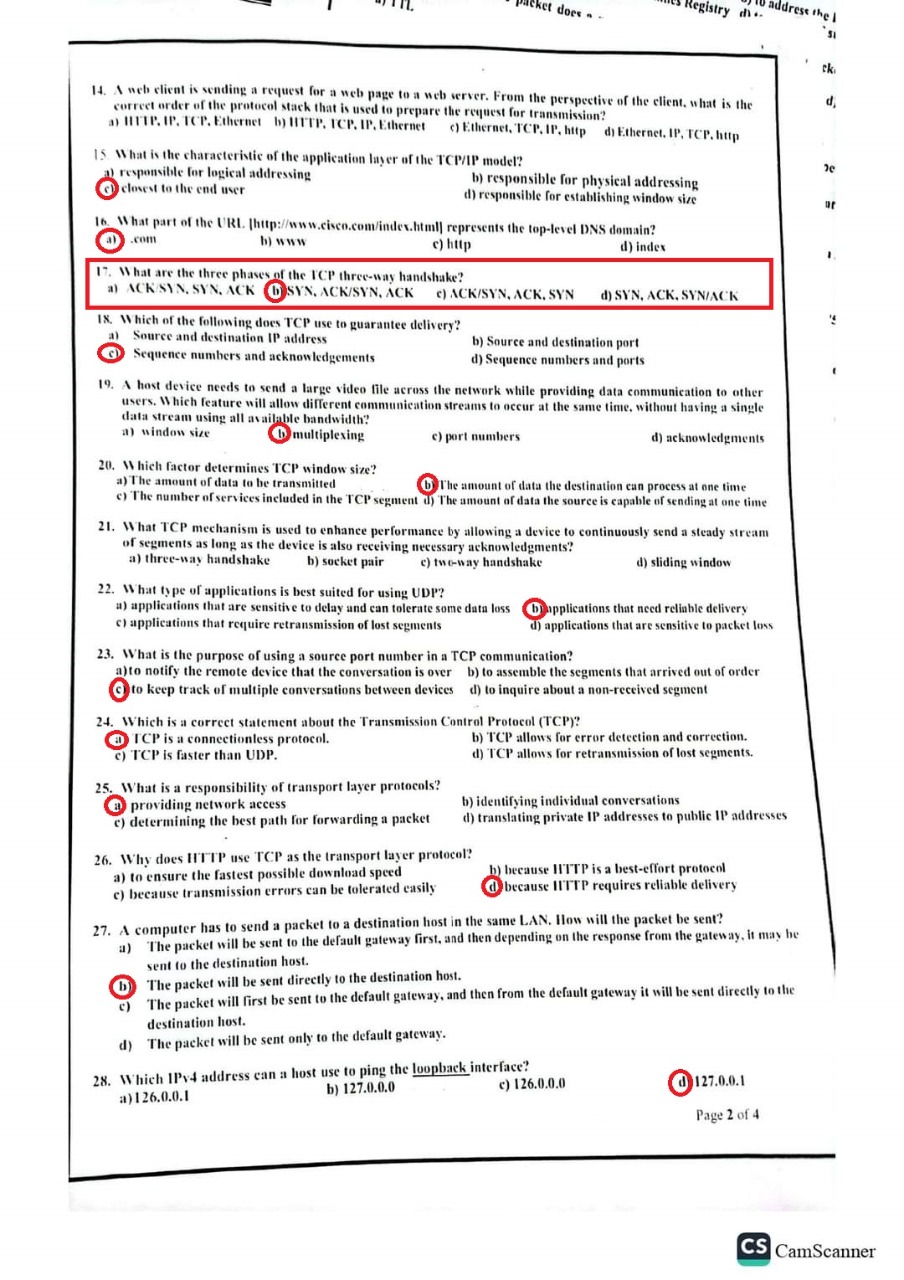 packet does
Registry d)
to address the
14. A web client is sending a request for a web page to a web server. From the perspective of the client, what is the
correct order of the protocol stack that is used to prepare the request for transmission?
a) HTTP, IP, TCP, Ethernet b) HTTP, TCP, IP, Ethernet c) Ethernet, TCP, IP, http d) Ethernet, IP, TCP, http
15. What is the characteristic of the application layer of the TCP/IP model?
a) responsible for logical addressing b) responsible for physical addressing
c) closest to the end user d) responsible for establishing window size
16. What part of the URL [http://www.cisco.com/index.html] represents the top-level DNS domain?
a) .com b) www c) http d) index
17. What are the three phases of the TCP three-way handshake?
a) ACK/SYN, SYN, ACK b) SYN, ACK/SYN, ACK c) ACK/SYN, ACK, SYN d) SYN, ACK, SYN/ACK
18. Which of the following does TCP use to guarantee delivery?
a) Source and destination IP address b) Source and destination port
c) Sequence numbers and acknowledgements d) Sequence numbers and ports
19. A host device needs to send a large video file across the network while providing data communication to other
users. Which feature will allow different communication streams to occur at the same time, without having a single
data stream using all available bandwidth?
a) window size b) multiplexing c) port numbers d) acknowledgments
20. Which factor determines TCP window size?
a) The amount of data to be transmitted b) The amount of data the destination can process at one time
c) The number of services included in the TCP segment d) The amount of data the source is capable of sending at one time
21. What TCP mechanism is used to enhance performance by allowing a device to continuously send a steady stream
of segments as long as the device is also receiving necessary acknowledgments?
a) three-way handshake b) socket pair c) two-way handshake d) sliding window
22. What type of applications is best suited for using UDP?
a) applications that are sensitive to delay and can tolerate some data loss b) applications that need reliable delivery
c) applications that require retransmission of lost segments d) applications that are sensitive to packet loss
23. What is the purpose of using a source port number in a TCP communication?
a) to notify the remote device that the conversation is over b) to assemble the segments that arrived out of order
c) to keep track of multiple conversations between devices d) to inquire about a non-received segment
24. Which is a correct statement about the Transmission Control Protocol (TCP)?
a) TCP is a connectionless protocol. b) TCP allows for error detection and correction.
c) TCP is faster than UDP. d) TCP allows for retransmission of lost segments.
25. What is a responsibility of transport layer protocols?
a) providing network access b) identifying individual conversations
c) determining the best path for forwarding a packet d) translating private IP addresses to public IP addresses
26. Why does HTTP use TCP as the transport layer protocol?
a) to ensure the fastest possible download speed b) because HTTP is a best-effort protocol
c) because transmission errors can be tolerated easily d) because HTTP requires reliable delivery
27. A computer has to send a packet to a destination host in the same LAN. How will the packet be sent?
a) The packet will be sent to the default gateway first, and then depending on the response from the gateway, it may be
sent to the destination host.
b) The packet will be sent directly to the destination host.
c) The packet will first be sent to the default gateway, and then from the default gateway it will be sent directly to the
destination host.
d) The packet will be sent only to the default gateway.
28. Which IPv4 address can a host use to ping the loopback interface?
a) 126.0.0.1 b) 127.0.0.0 c) 126.0.0.0 d) 127.0.0.1
Page 2 of 4
CS CamScanner